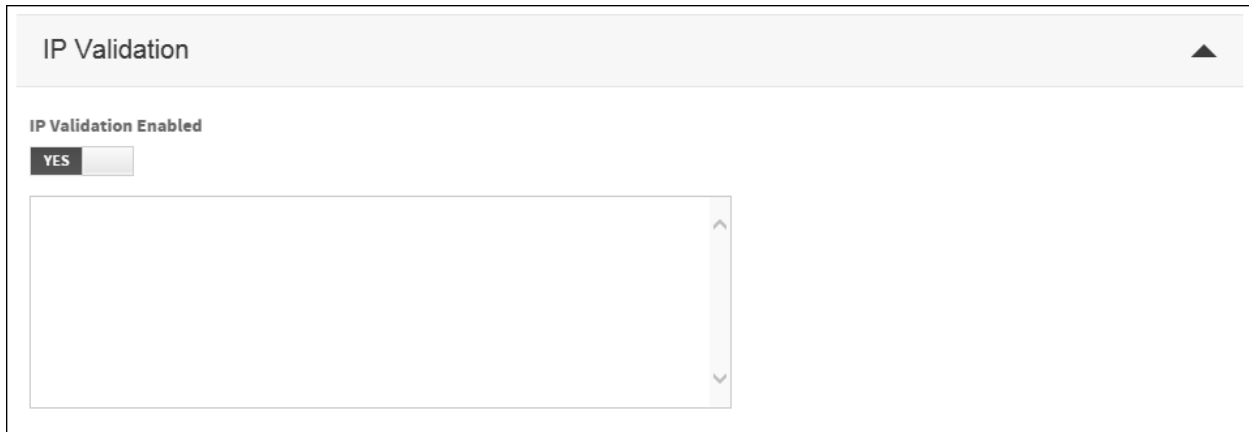 IP Validation
IP Validation Enabled
YES